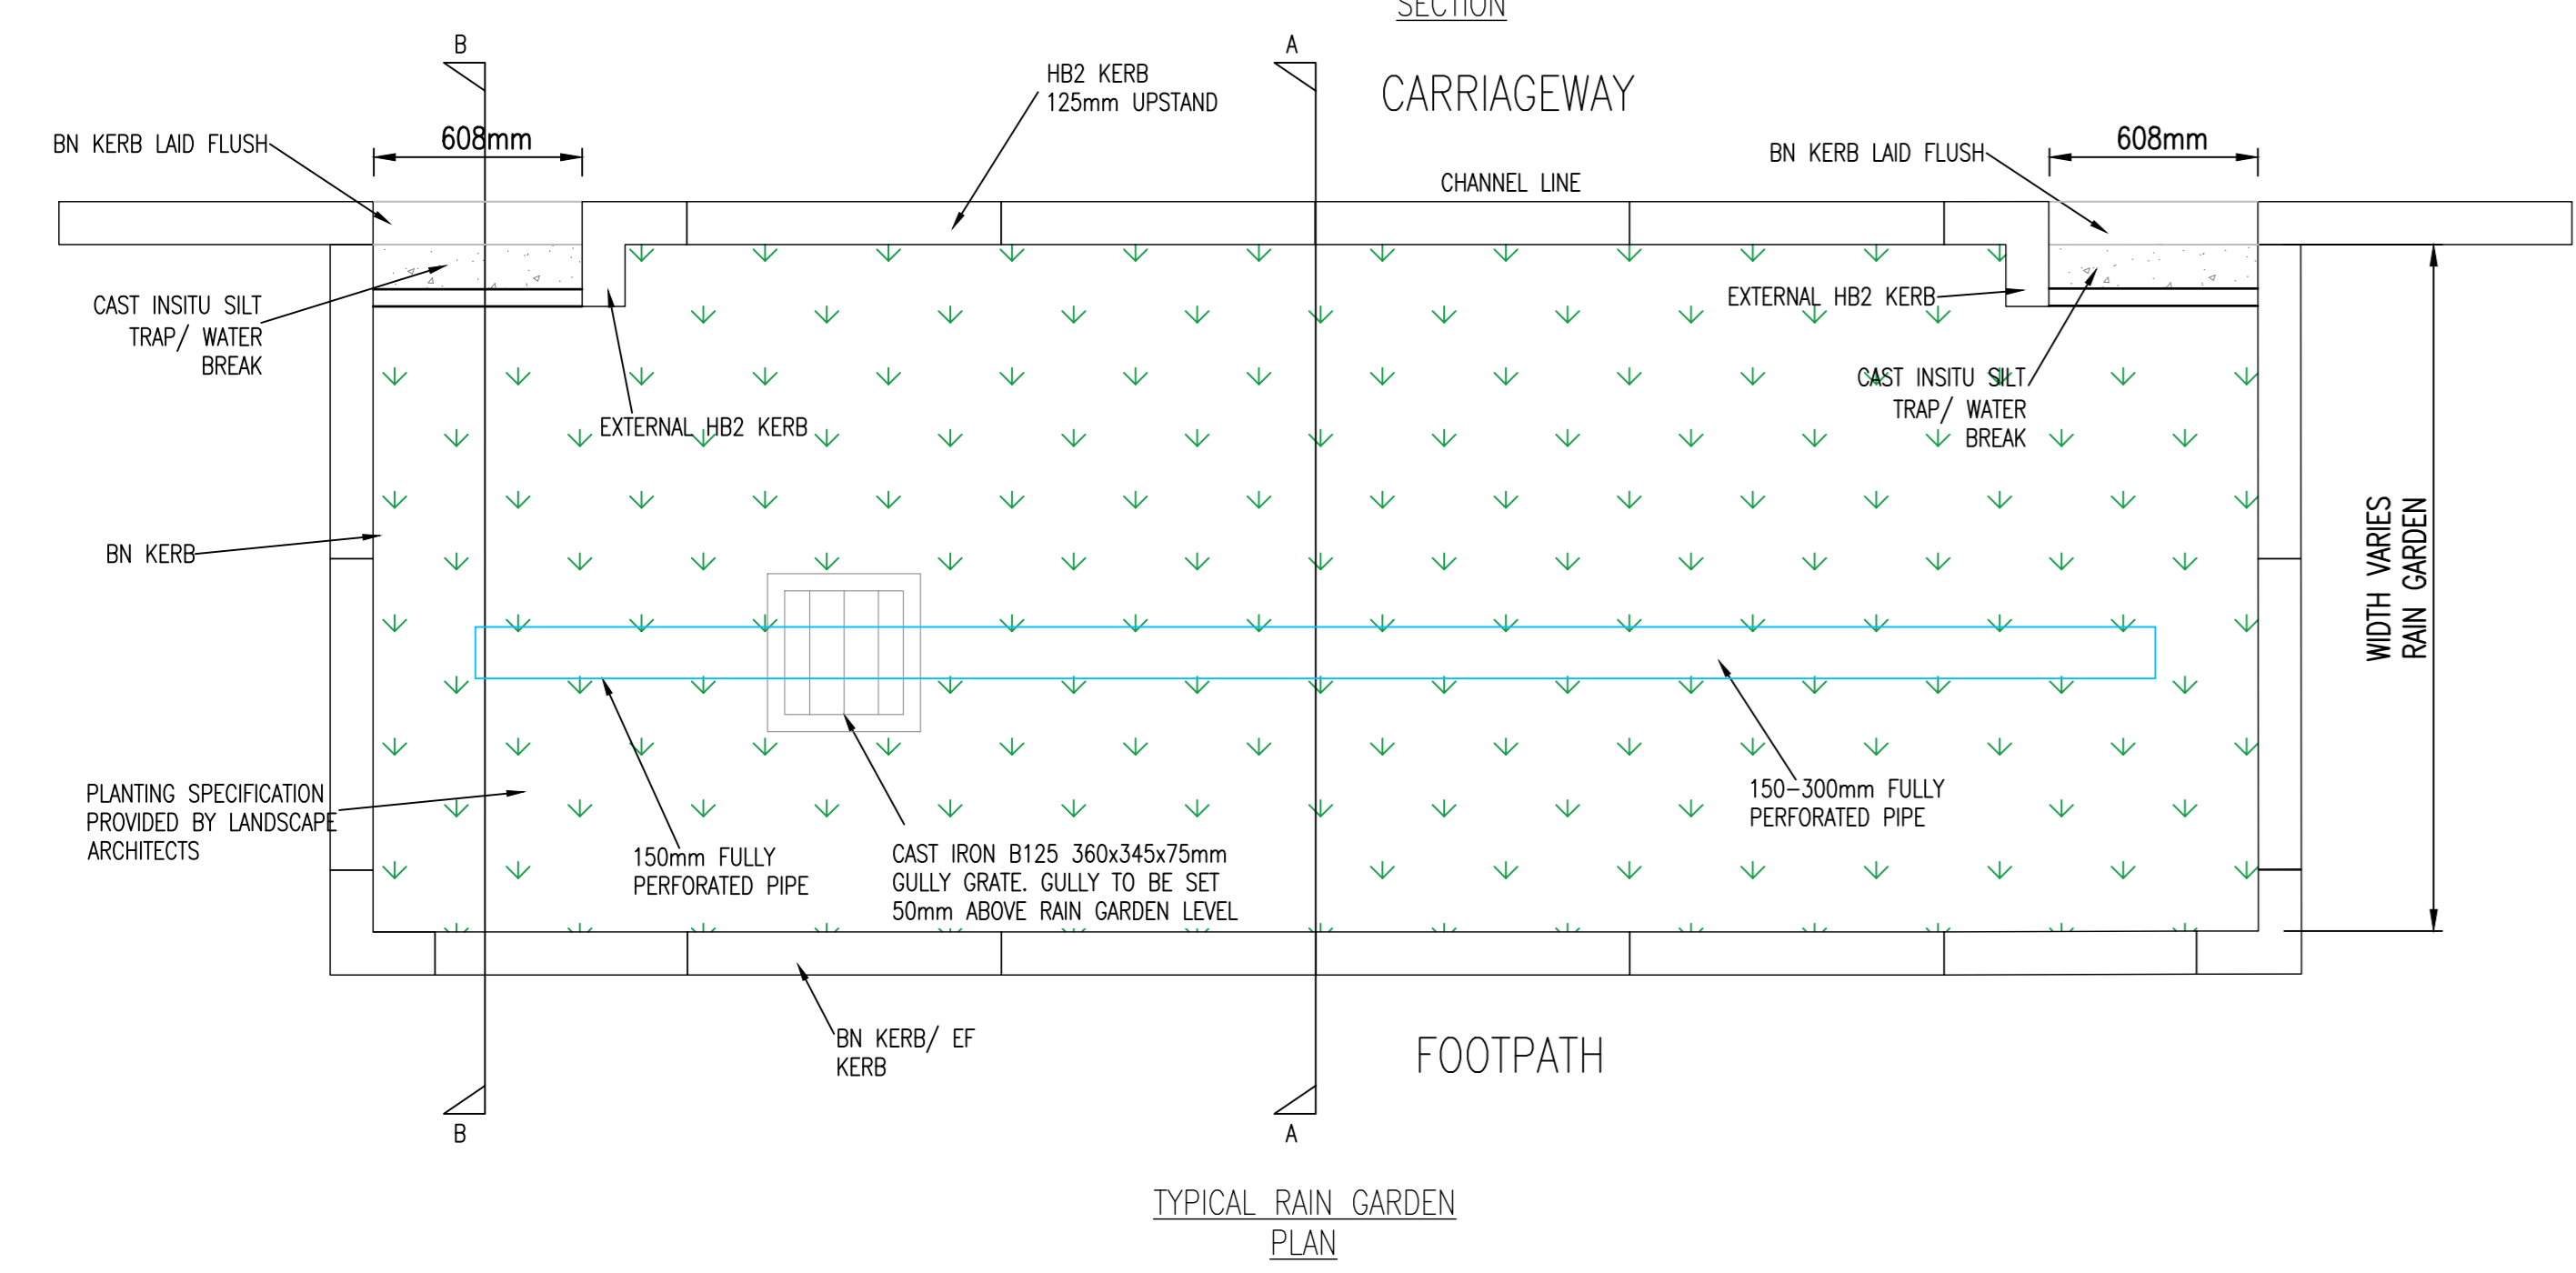 SECTION
B
A
HB2 KERB
125mm UPSTAND
CARRIAGEWAY
BN KERB LAID FLUSH
608mm
BN KERB LAID FLUSH
608mm
CHANNEL LINE
CAST INSITU SILT
TRAP/ WATER
BREAK
EXTERNAL HB2 KERB
EXTERNAL HB2 KERB
CAST INSITU SILT
TRAP/ WATER
BREAK
BN KERB
WIDTH VARIES
RAIN GARDEN
PLANTING SPECIFICATION
PROVIDED BY LANDSCAPE
ARCHITECTS
150mm FULLY
PERFORATED PIPE
CAST IRON B125 360x345x75mm
GULLY GRATE. GULLY TO BE SET
50mm ABOVE RAIN GARDEN LEVEL
150-300mm FULLY
PERFORATED PIPE
BN KERB/ EF
KERB
FOOTPATH
B
A
TYPICAL RAIN GARDEN
PLAN